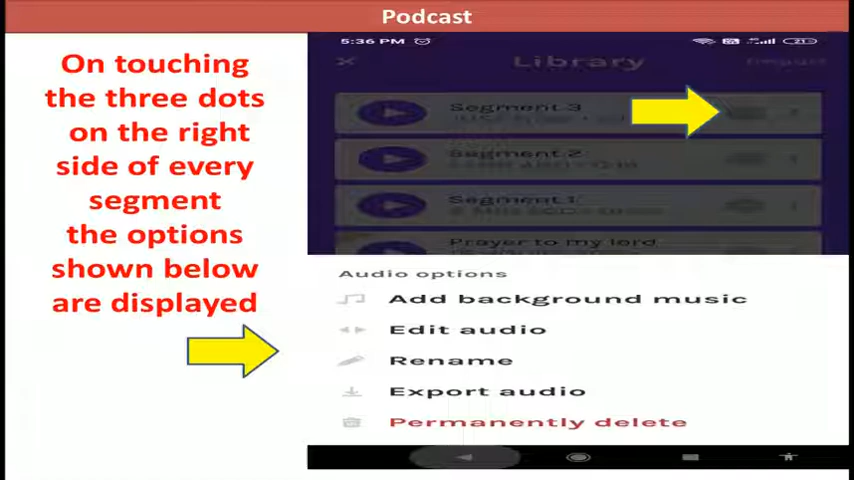 Podcast
On touching
the three dots
on the right
side of every
segment
the options
shown below
are displayed
5:36 PM
Library
Segment 3
Segment 2
Segment 1
Prayer to my lord
Audio options
Add background music
Edit audio
Rename
Export audio
Permanently delete